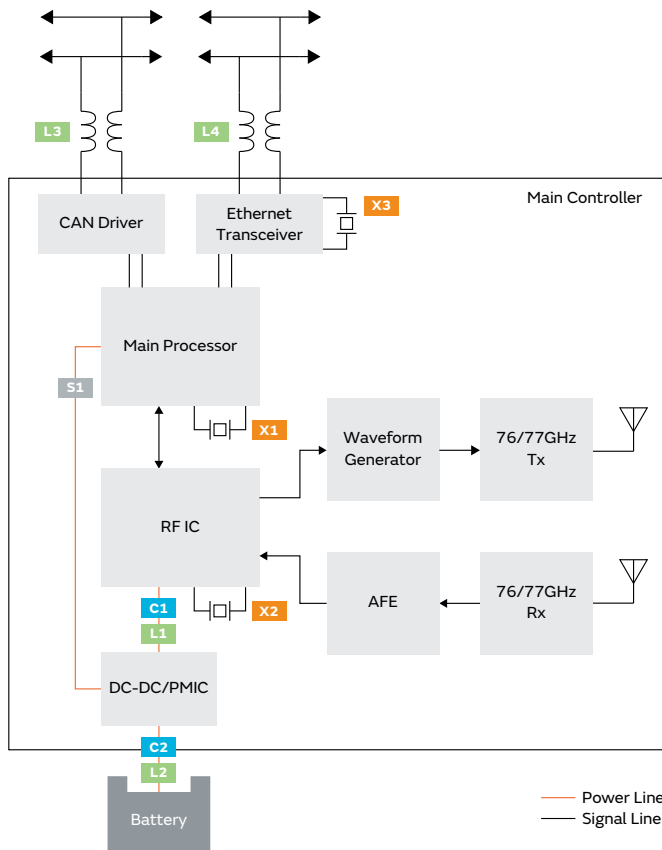 L3
L4
Main Controller
CAN Driver
Ethernet
Transceiver
X3
Main Processor
S1
X1
Waveform
Generator
76/77GHz
Tx
RF IC
C1
L1
X2
AFE
76/77GHz
Rx
DC-DC/PMIC
C2
L2
Battery
Power Line
Signal Line